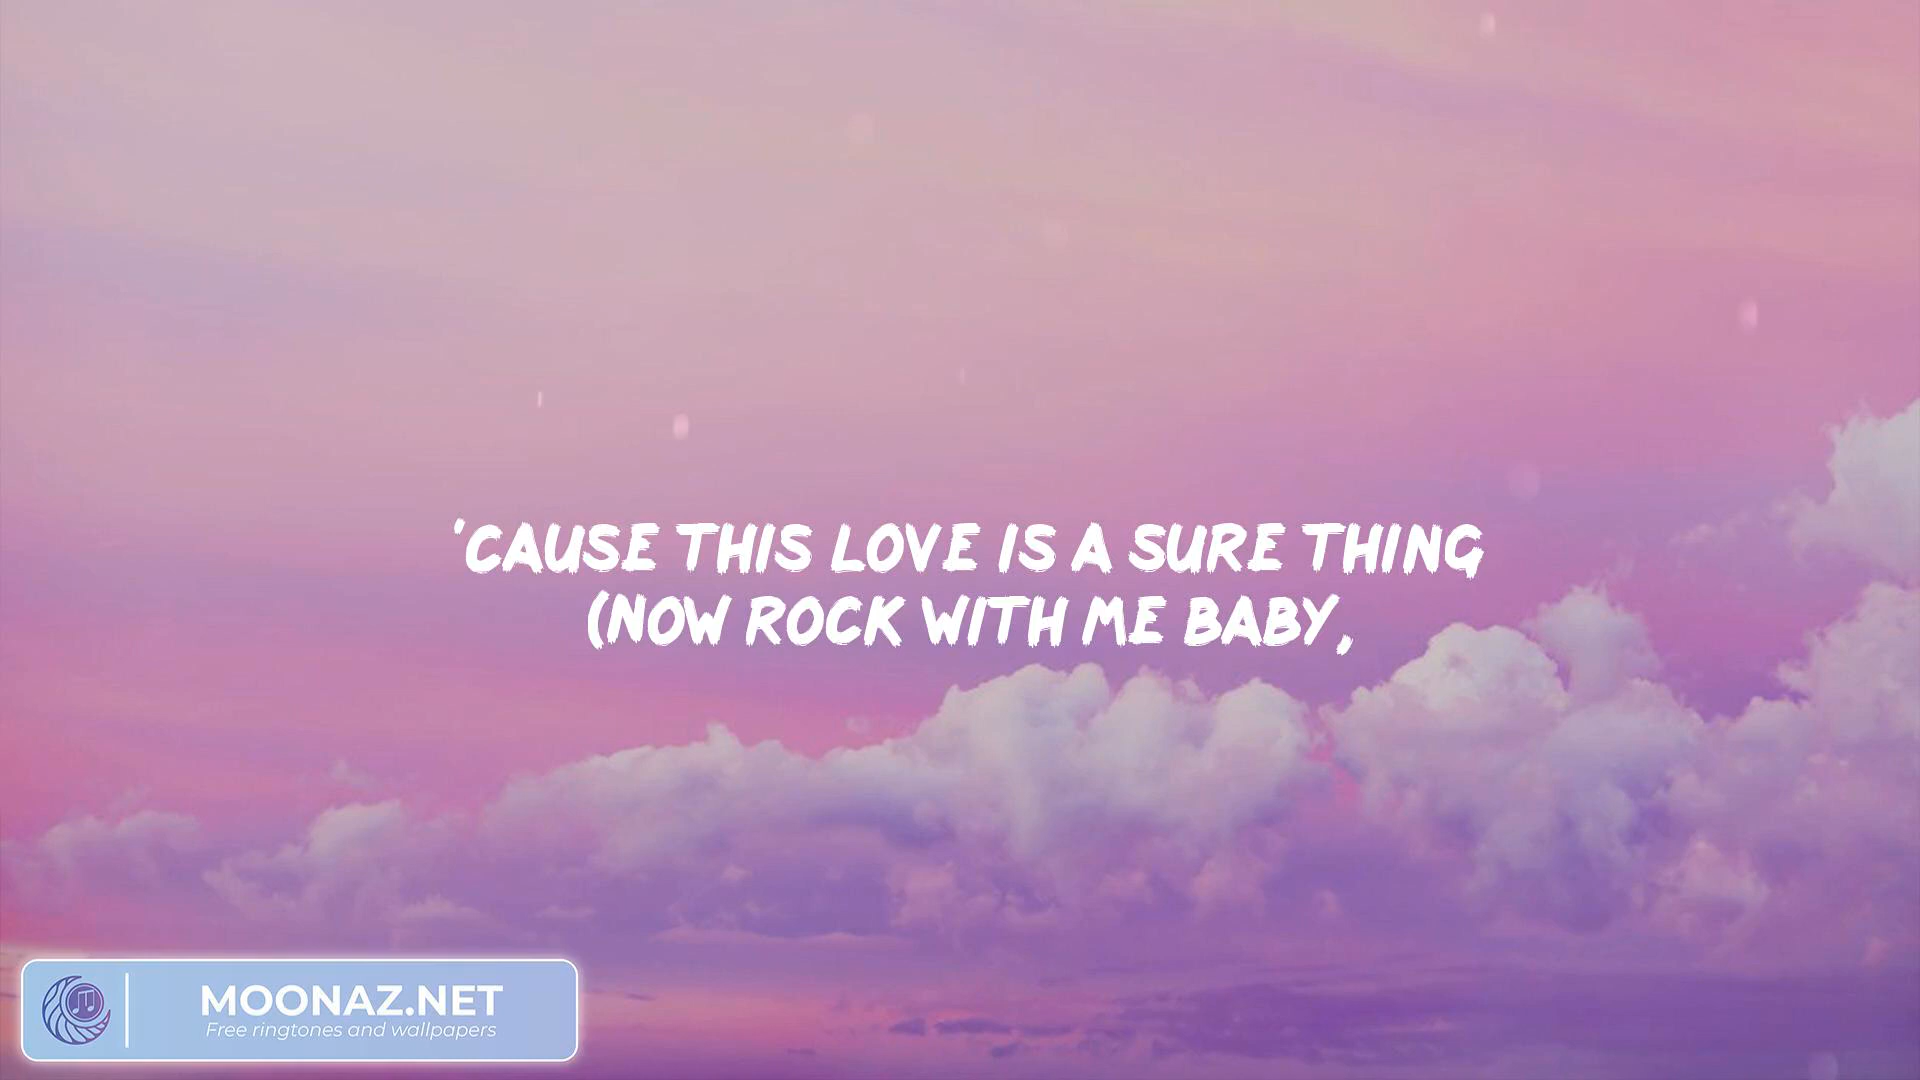 'CAUSE THIS LOVE IS A SURE THING
(NOW ROCK WITH ME BABY,
MOONAZ.NET
Free ringtones and wallpapers